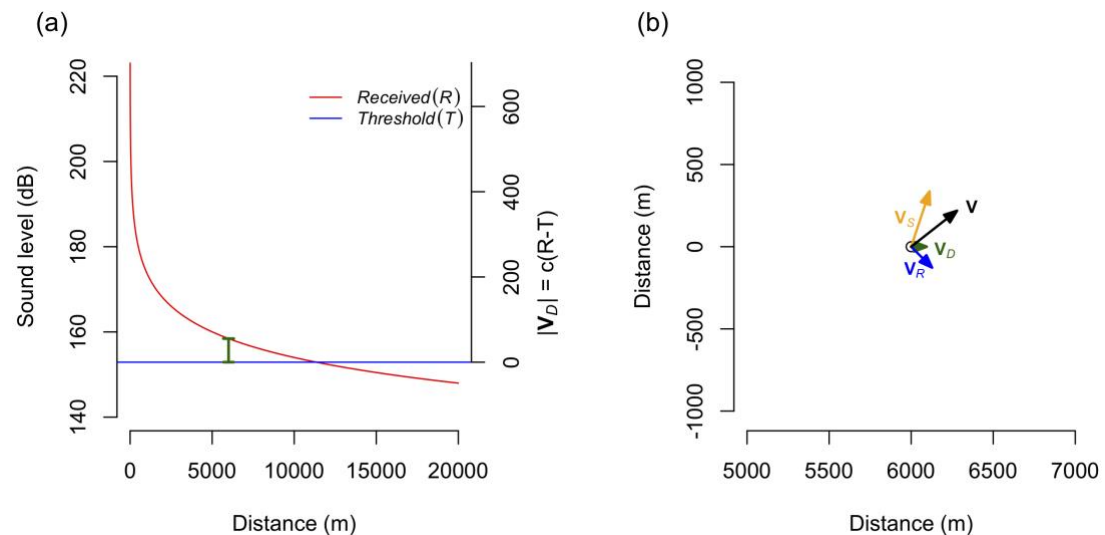 (a)
220
200
180
160
140
Sound level (dB)
Received(R)
Threshold(T)
600
400
200
0
|V_D| = c(R-T)
0
5000
10000
15000
20000
Distance (m)
(b)
1000
500
0
-500
-1000
Distance (m)
V_S
V
V_D
V_R
5000
5500
6000
6500
7000
Distance (m)